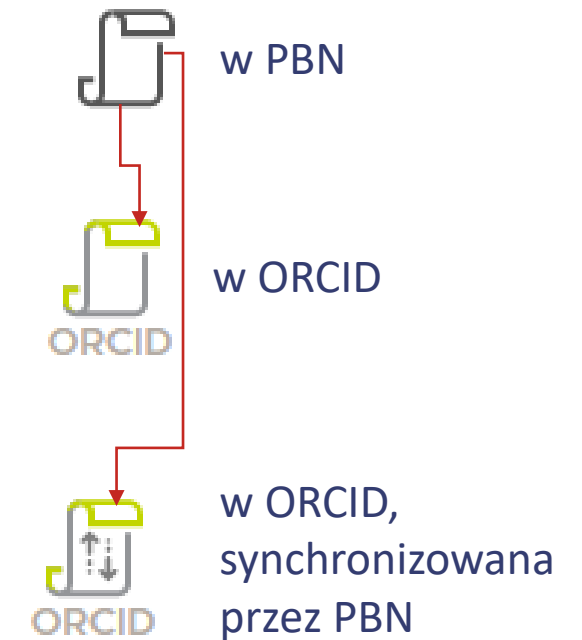 w PBN
w ORCID
ORCID
w ORCID,
synchronizowana
przez PBN
ORCID